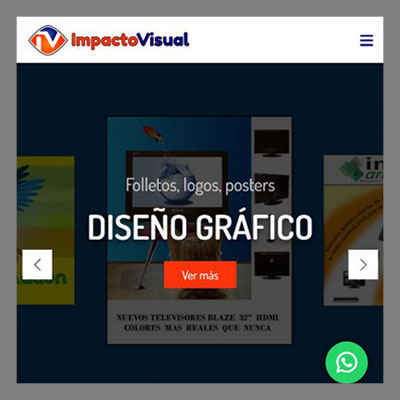 ImpactoVisual
Folletos, logos, posters
DISEÑO GRÁFICO
Ver más
NUEVOS TELEVISORES BLAZE 32" HDMI
COLORES MAS REALES QUE NUNCA